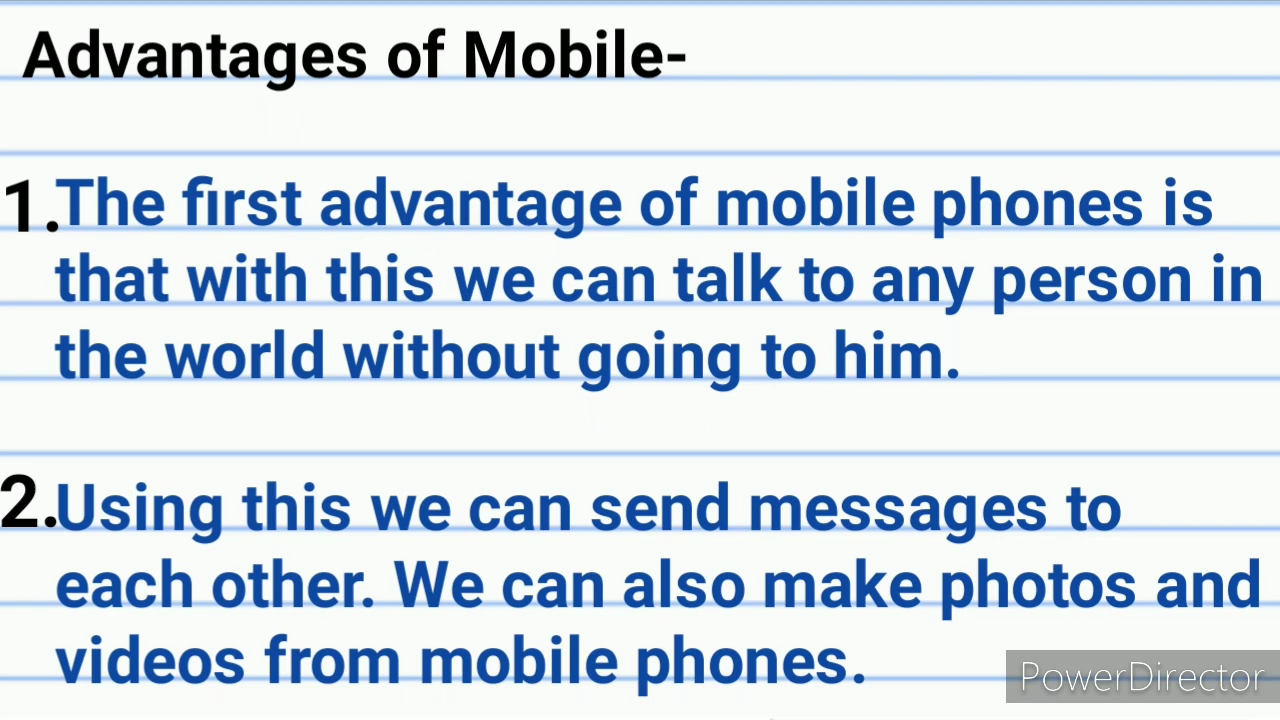 Advantages of Mobile-
1.The first advantage of mobile phones is
that with this we can talk to any person in
the world without going to him.
2.Using this we can send messages to
each other. We can also make photos and
videos from mobile phones.
PowerDirector